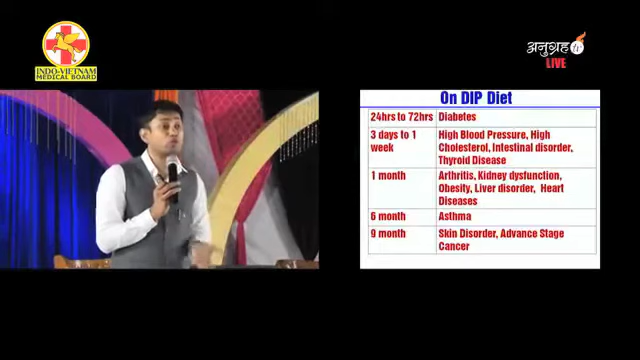 INDO-VIETNAM
MEDICAL BOARD
अनुग्रह tv
LIVE
On DIP Diet
24hrs to 72hrs Diabetes
3 days to 1 High Blood Pressure, High
week Cholesterol, Intestinal disorder,
Thyroid Disease
1 month Arthritis, Kidney dysfunction,
Obesity, Liver disorder, Heart
Diseases
6 month Asthma
9 month Skin Disorder, Advance Stage
Cancer